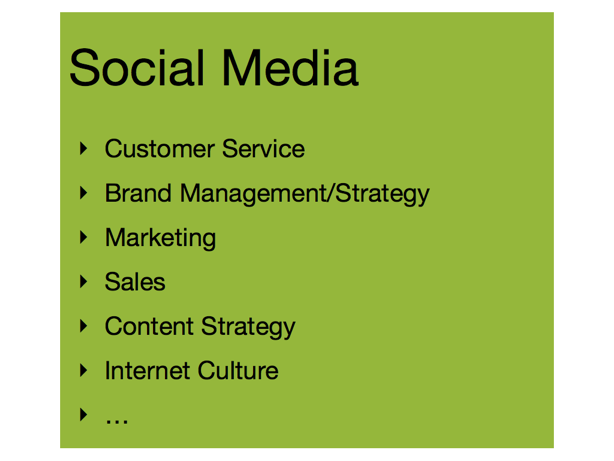 Social Media
‣ Customer Service
‣ Brand Management/Strategy
‣ Marketing
‣ Sales
‣ Content Strategy
‣ Internet Culture
‣ …